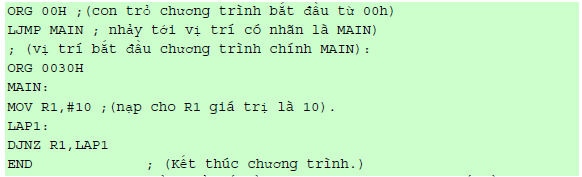 ORG 00H ;(con trỏ chương trình bắt đầu từ 00h)
LJMP MAIN ; nhảy tới vị trí có nhãn là MAIN)
; (vị trí bắt đầu chương trình chính MAIN):
ORG 0030H
MAIN:
MOV R1,#10 ;(nạp cho R1 giá trị là 10).
LAP1:
DJNZ R1,LAP1
END ; (Kết thúc chương trình.)